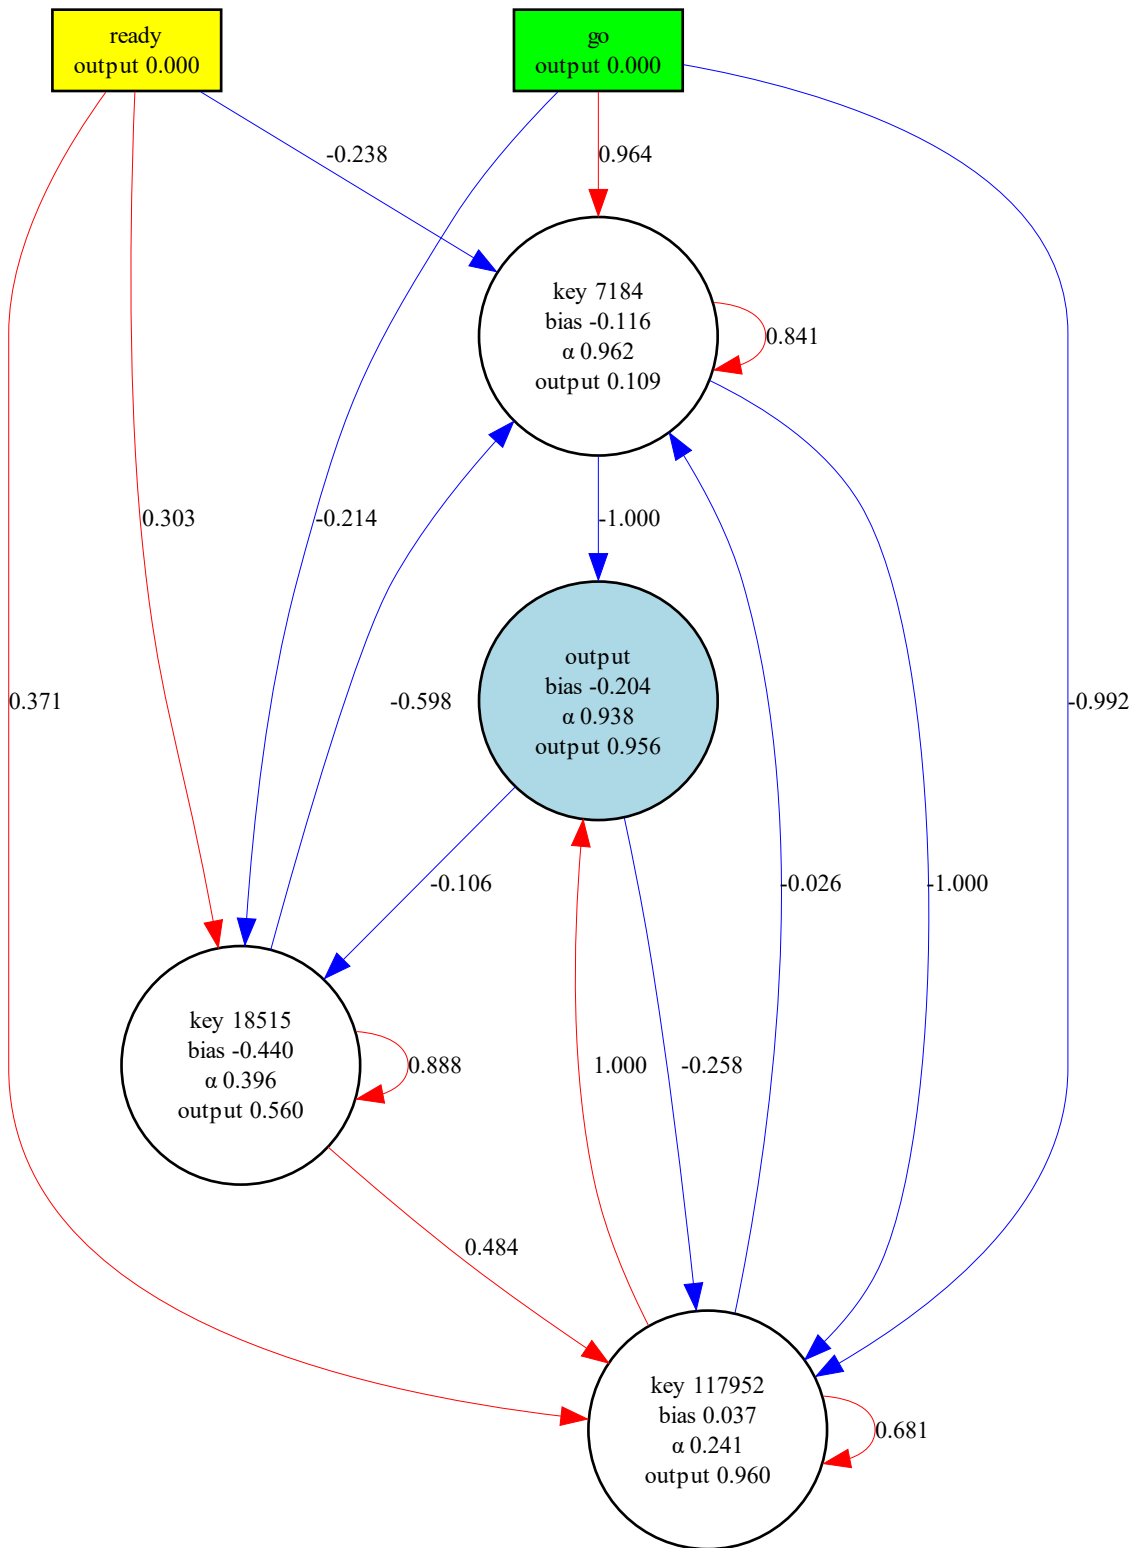 ready
output 0.000
go
output 0.000
-0.238
0.964
key 7184
bias -0.116
α 0.962
output 0.109
0.841
0.303
-0.214
-1.000
0.371
-0.598
output
bias -0.204
α 0.938
output 0.956
-0.992
-0.106
-0.026
-1.000
key 18515
bias -0.440
α 0.396
output 0.560
0.888
1.000
-0.258
0.484
key 117952
bias 0.037
α 0.241
output 0.960
0.681